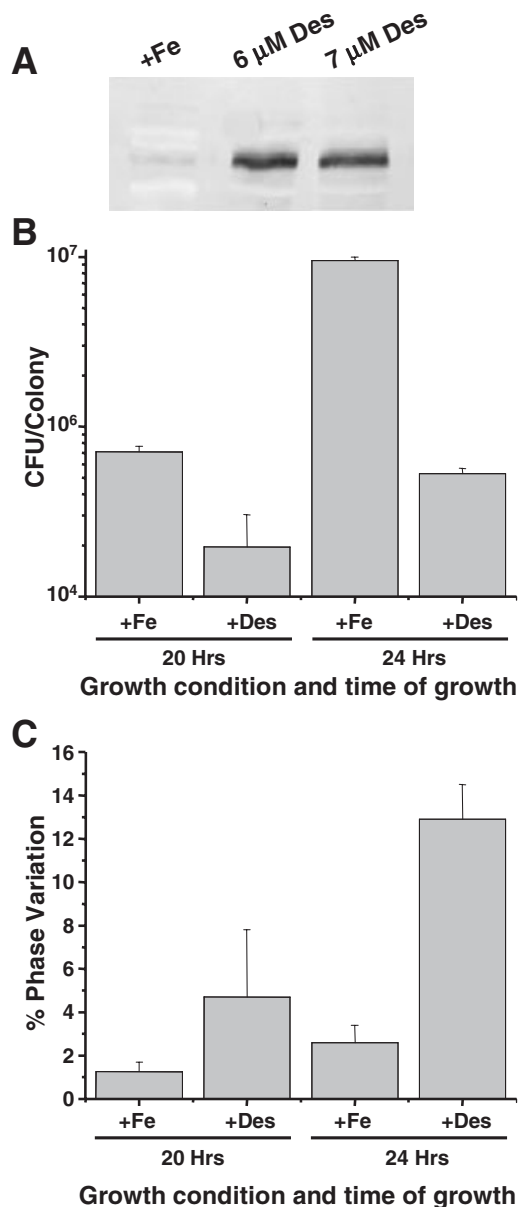 A
+Fe
6 µM Des
7 µM Des
B
CFU/Colony
10⁷
10⁶
10⁴
+Fe
+Des
+Fe
+Des
20 Hrs
24 Hrs
Growth condition and time of growth
C
% Phase Variation
16
14
12
10
8
6
4
2
0
+Fe
+Des
+Fe
+Des
20 Hrs
24 Hrs
Growth condition and time of growth